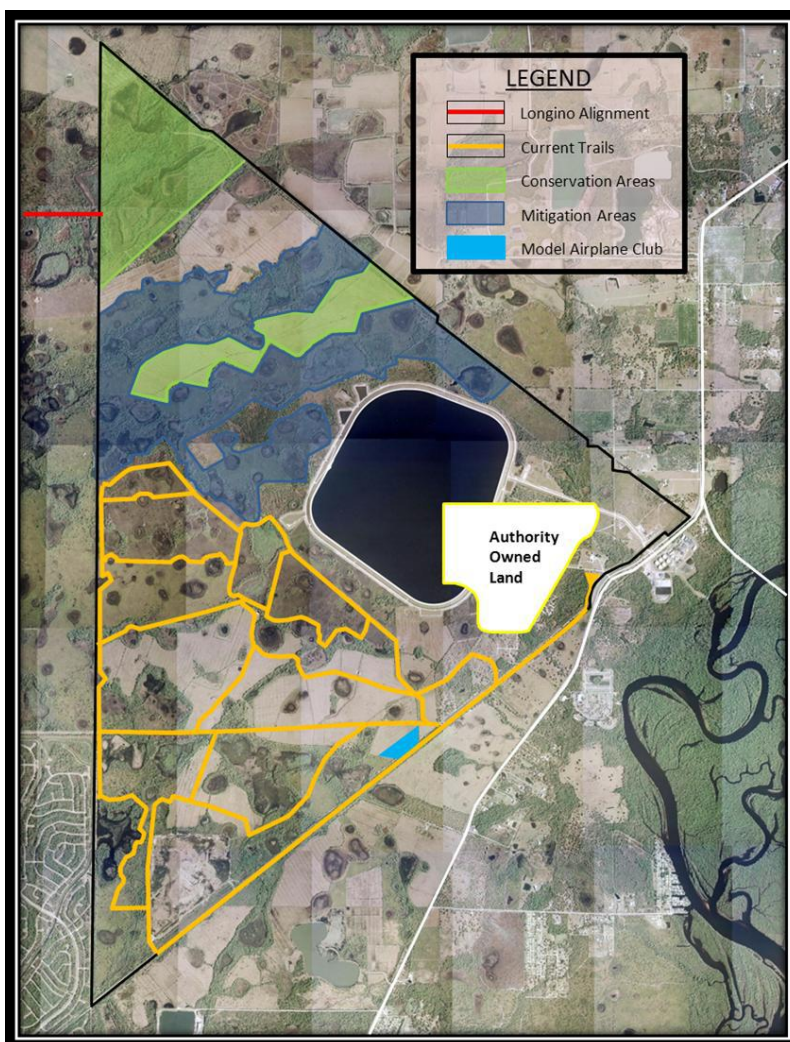 LEGEND
Longino Alignment
Current Trails
Conservation Areas
Mitigation Areas
Model Airplane Club
Authority
Owned
Land